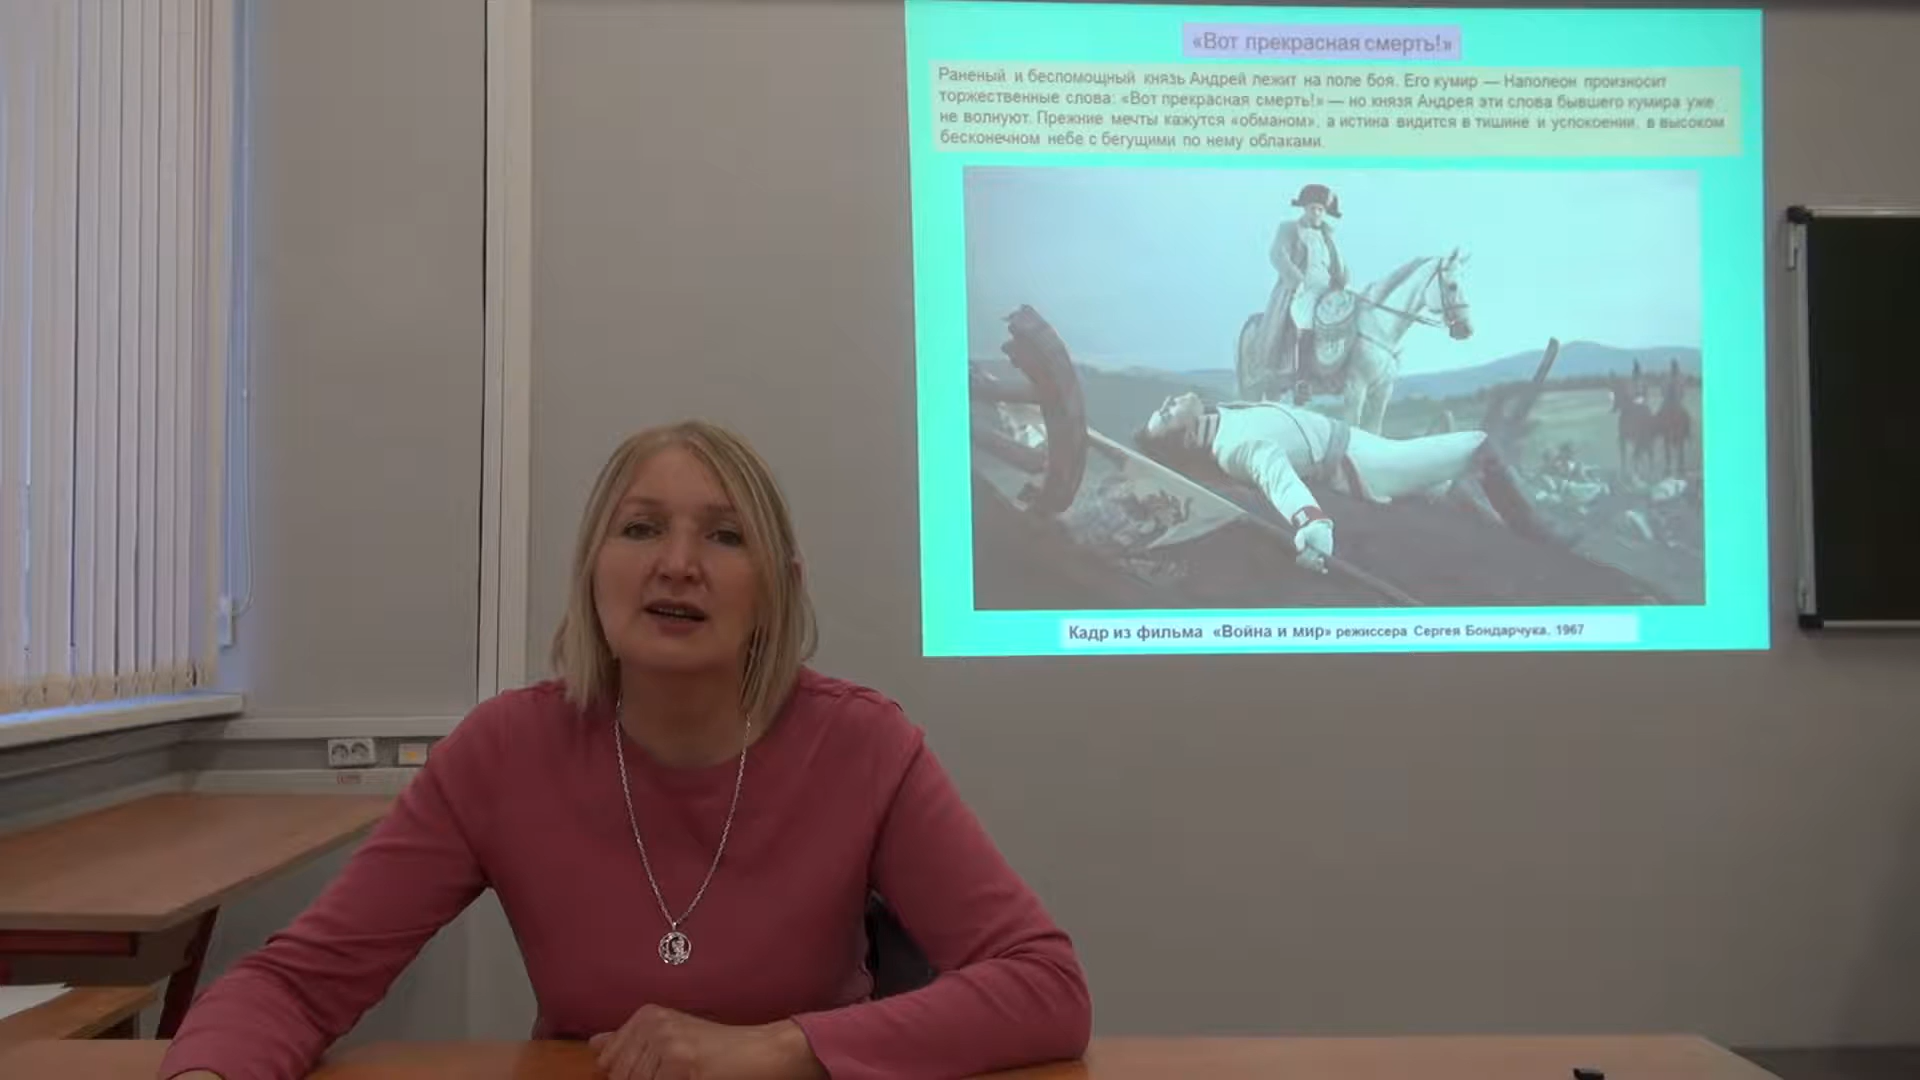 «Вот прекрасная смерть!»
Раненый и беспомощный князь Андрей лежит на поле боя. Его кумир — Наполеон произносит
торжественные слова: «Вот прекрасная смерть!» — но князя Андрея эти слова бывшего кумира уже
не волнуют. Прежние мечты кажутся «обманом», а истина видится в тишине и успокоении, в высоком
бесконечном небе с бегущими по нему облаками.
Кадр из фильма «Война и мир» режиссера Сергея Бондарчука, 1967